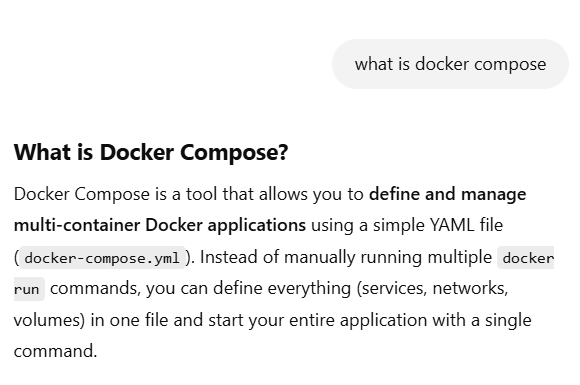 what is docker compose
What is Docker Compose?
Docker Compose is a tool that allows you to define and manage
multi-container Docker applications using a simple YAML file
(docker-compose.yml). Instead of manually running multiple docker
run commands, you can define everything (services, networks,
volumes) in one file and start your entire application with a single
command.